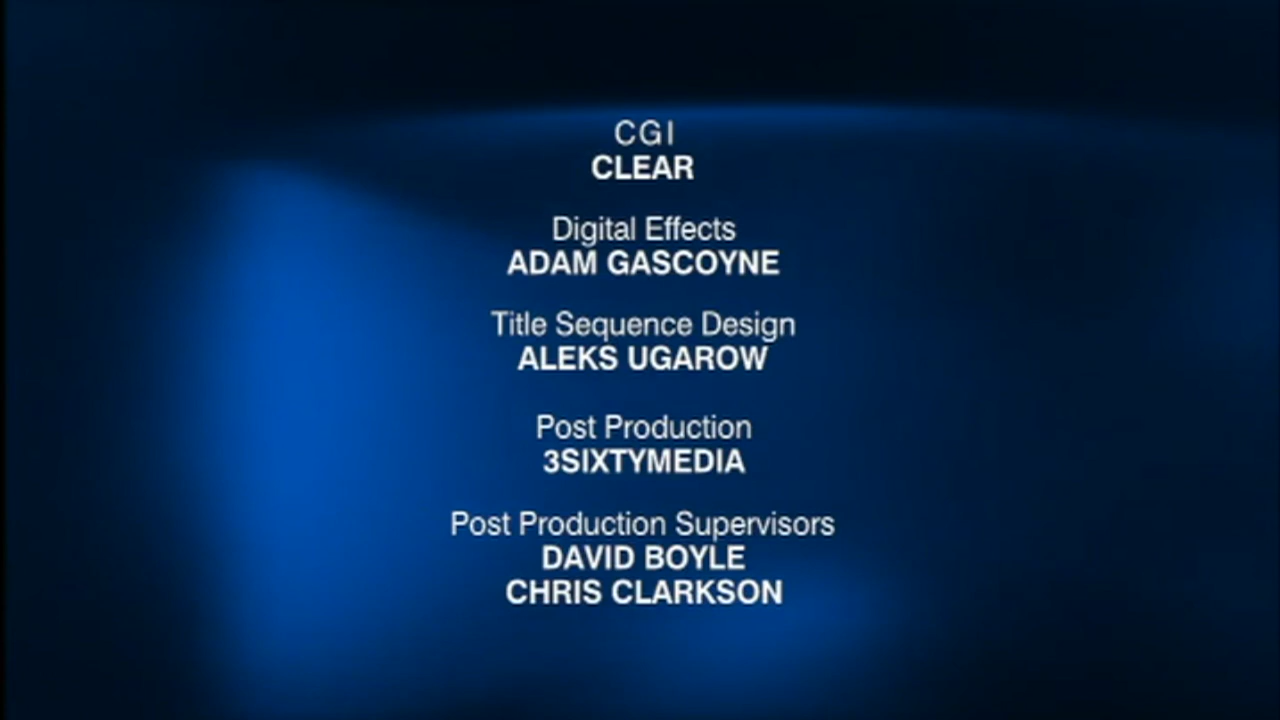 CGI
CLEAR
Digital Effects
ADAM GASCOYNE
Title Sequence Design
ALEKS UGAROW
Post Production
3SIXTYMEDIA
Post Production Supervisors
DAVID BOYLE
CHRIS CLARKSON